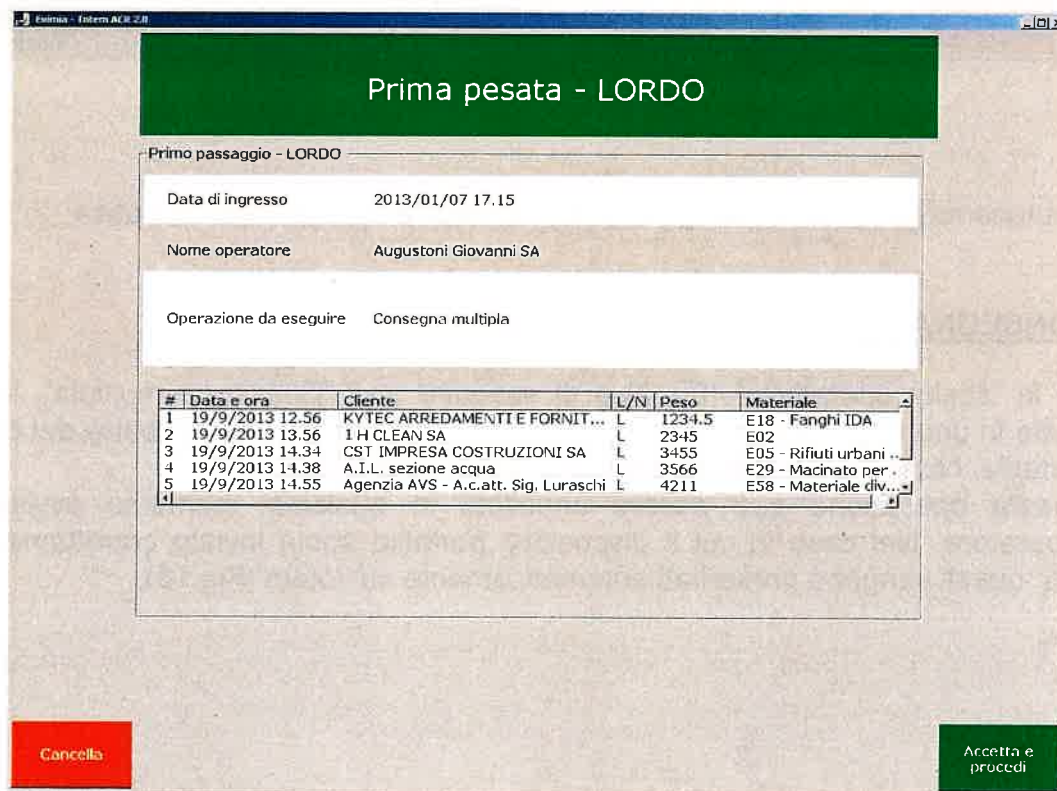 Eximia - Intern ACR 2.0
Prima pesata - LORDO
Primo passaggio - LORDO
Data di ingresso 2013/01/07 17.15
Nome operatore Augustoni Giovanni SA
Operazione da eseguire Consegna multipla
# Data e ora Cliente L/N Peso Materiale
1 19/9/2013 12.56 KYTEC ARREDAMENTI E FORNIT... L 1234.5 E18 - Fanghi IDA
2 19/9/2013 13.56 1 H CLEAN SA L 2345 E02
3 19/9/2013 14.34 CST IMPRESA COSTRUZIONI SA L 3455 E05 - Rifiuti urbani ...
4 19/9/2013 14.38 A.I.L. sezione acqua L 3566 E29 - Macinato per .
5 19/9/2013 14.55 Agenzia AVS - A.c.att. Sig. Luraschi L 4211 E58 - Materiale div...
Cancella
Accetta e
procedi